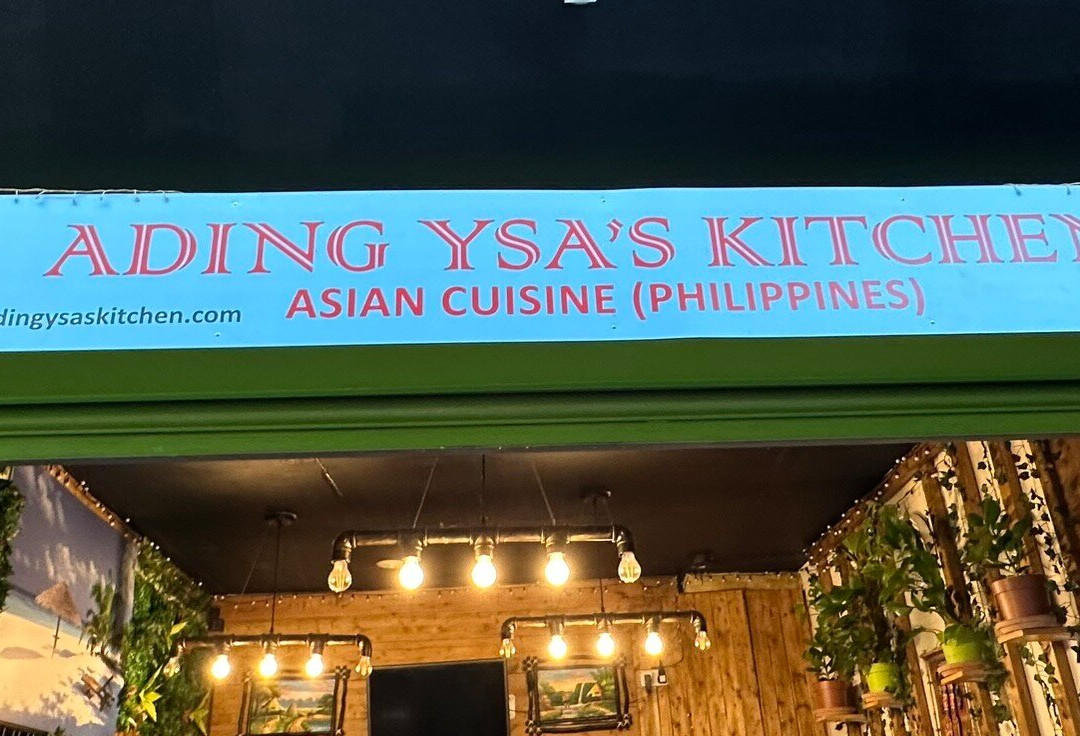 ADING YSA'S KITCHEN
ASIAN CUISINE (PHILIPPINES)
dingysaskitchen.com